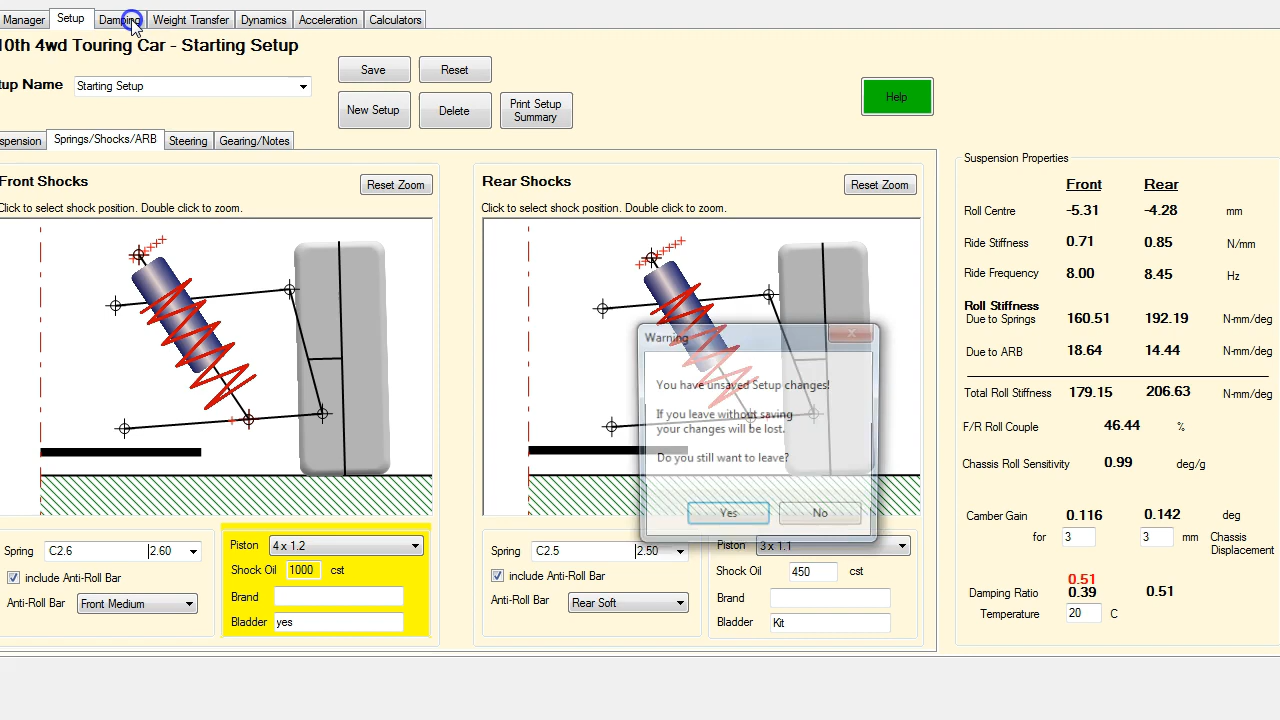 Manager Setup Damping Weight Transfer Dynamics Acceleration Calculators
10th 4wd Touring Car - Starting Setup
tup Name Starting Setup
Save Reset
New Setup Delete Print Setup Summary
Help
spension Springs/Shocks/ARB Steering Gearing/Notes
Front Shocks Reset Zoom
Click to select shock position. Double click to zoom.
Rear Shocks Reset Zoom
Click to select shock position. Double click to zoom.
Warning
You have unsaved Setup changes!
If you leave without saving
your changes will be lost.
Do you still want to leave?
Yes No
Spring C2.6 2.60
include Anti-Roll Bar
Anti-Roll Bar Front Medium
Piston 4 x 1.2
Shock Oil 1000 cst
Brand
Bladder yes
Spring C2.5 2.50
include Anti-Roll Bar
Anti-Roll Bar Rear Soft
Piston 3 x 1.1
Shock Oil 450 cst
Brand
Bladder Kit
Suspension Properties
Front Rear
Roll Centre -5.31 -4.28 mm
Ride Stiffness 0.71 0.85 N/mm
Ride Frequency 8.00 8.45 Hz
Roll Stiffness
Due to Springs 160.51 192.19 N-mm/deg
Due to ARB 18.64 14.44 N-mm/deg
Total Roll Stiffness 179.15 206.63 N-mm/deg
F/R Roll Couple 46.44 %
Chassis Roll Sensitivity 0.99 deg/g
Camber Gain 0.116 0.142 deg
for 3 3 mm Chassis
Displacement
0.51
Damping Ratio 0.39 0.51
Temperature 20 C